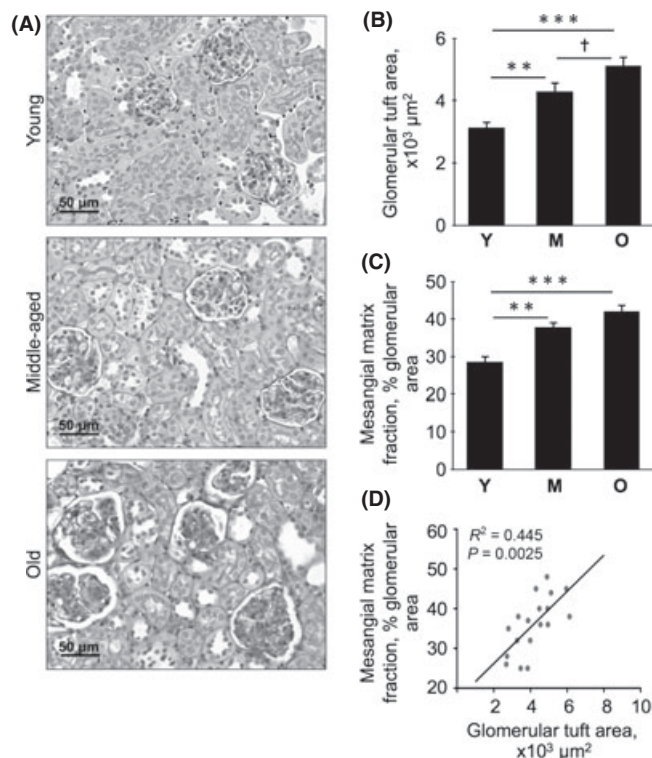 (A)
Young
50 µm
Middle-aged
50 µm
Old
50 µm
(B)
Glomerular tuft area,
x10³ µm²
6
4
2
0
***
**
†
Y M O
(C)
Mesangial matrix
fraction, % glomerular
area
50
40
30
20
10
0
***
**
Y M O
(D)
Mesangial matrix
fraction, % glomerular
area
60
50
40
30
20
R² = 0.445
P = 0.0025
2 4 6 8 10
Glomerular tuft area,
x10³ µm²